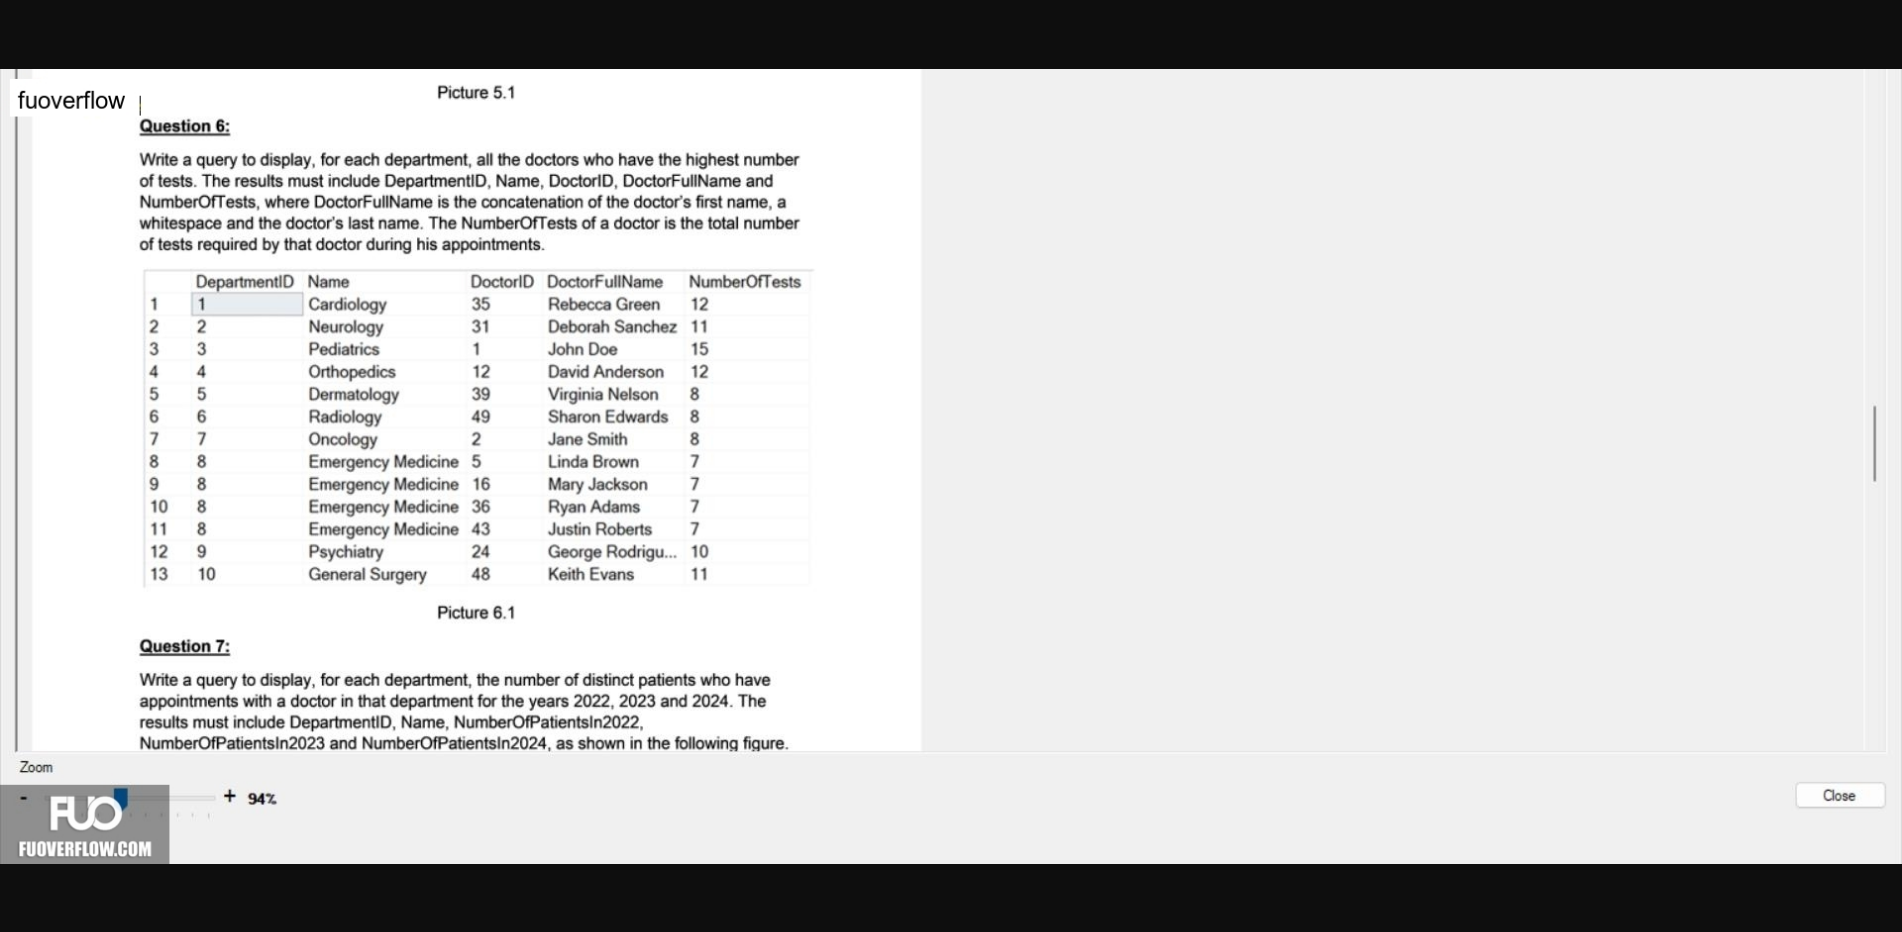 Picture 5.1
fuoverflow
Question 6:
Write a query to display, for each department, all the doctors who have the highest number
of tests. The results must include DepartmentID, Name, DoctorID, DoctorFullName and
NumberOfTests, where DoctorFullName is the concatenation of the doctor's first name, a
whitespace and the doctor's last name. The NumberOfTests of a doctor is the total number
of tests required by that doctor during his appointments.
DepartmentID Name DoctorID DoctorFullName NumberOfTests
1 1 Cardiology 35 Rebecca Green 12
2 2 Neurology 31 Deborah Sanchez 11
3 3 Pediatrics 1 John Doe 15
4 4 Orthopedics 12 David Anderson 12
5 5 Dermatology 39 Virginia Nelson 8
6 6 Radiology 49 Sharon Edwards 8
7 7 Oncology 2 Jane Smith 8
8 8 Emergency Medicine 5 Linda Brown 7
9 8 Emergency Medicine 16 Mary Jackson 7
10 8 Emergency Medicine 36 Ryan Adams 7
11 8 Emergency Medicine 43 Justin Roberts 7
12 9 Psychiatry 24 George Rodrigu... 10
13 10 General Surgery 48 Keith Evans 11
Picture 6.1
Question 7:
Write a query to display, for each department, the number of distinct patients who have
appointments with a doctor in that department for the years 2022, 2023 and 2024. The
results must include DepartmentID, Name, NumberOfPatientsIn2022,
NumberOfPatientsIn2023 and NumberOfPatientsIn2024, as shown in the following figure.
Zoom
- + 94%
Close
FUO
FUOVERFLOW.COM